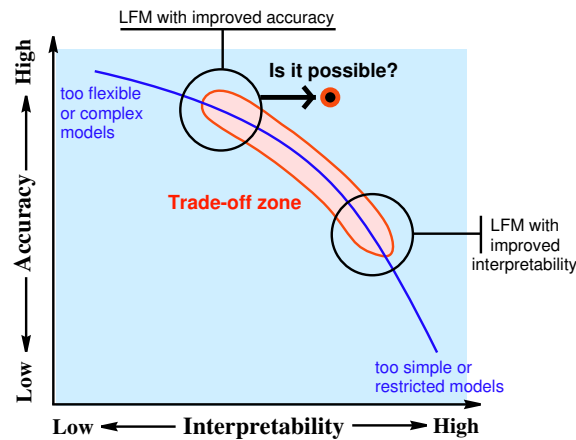 LFM with improved accuracy
Is it possible?
too flexible
or complex
models
Trade-off zone
LFM with
improved
interpretability
too simple or
restricted models
High
Accuracy
Low
Low
Interpretability
High